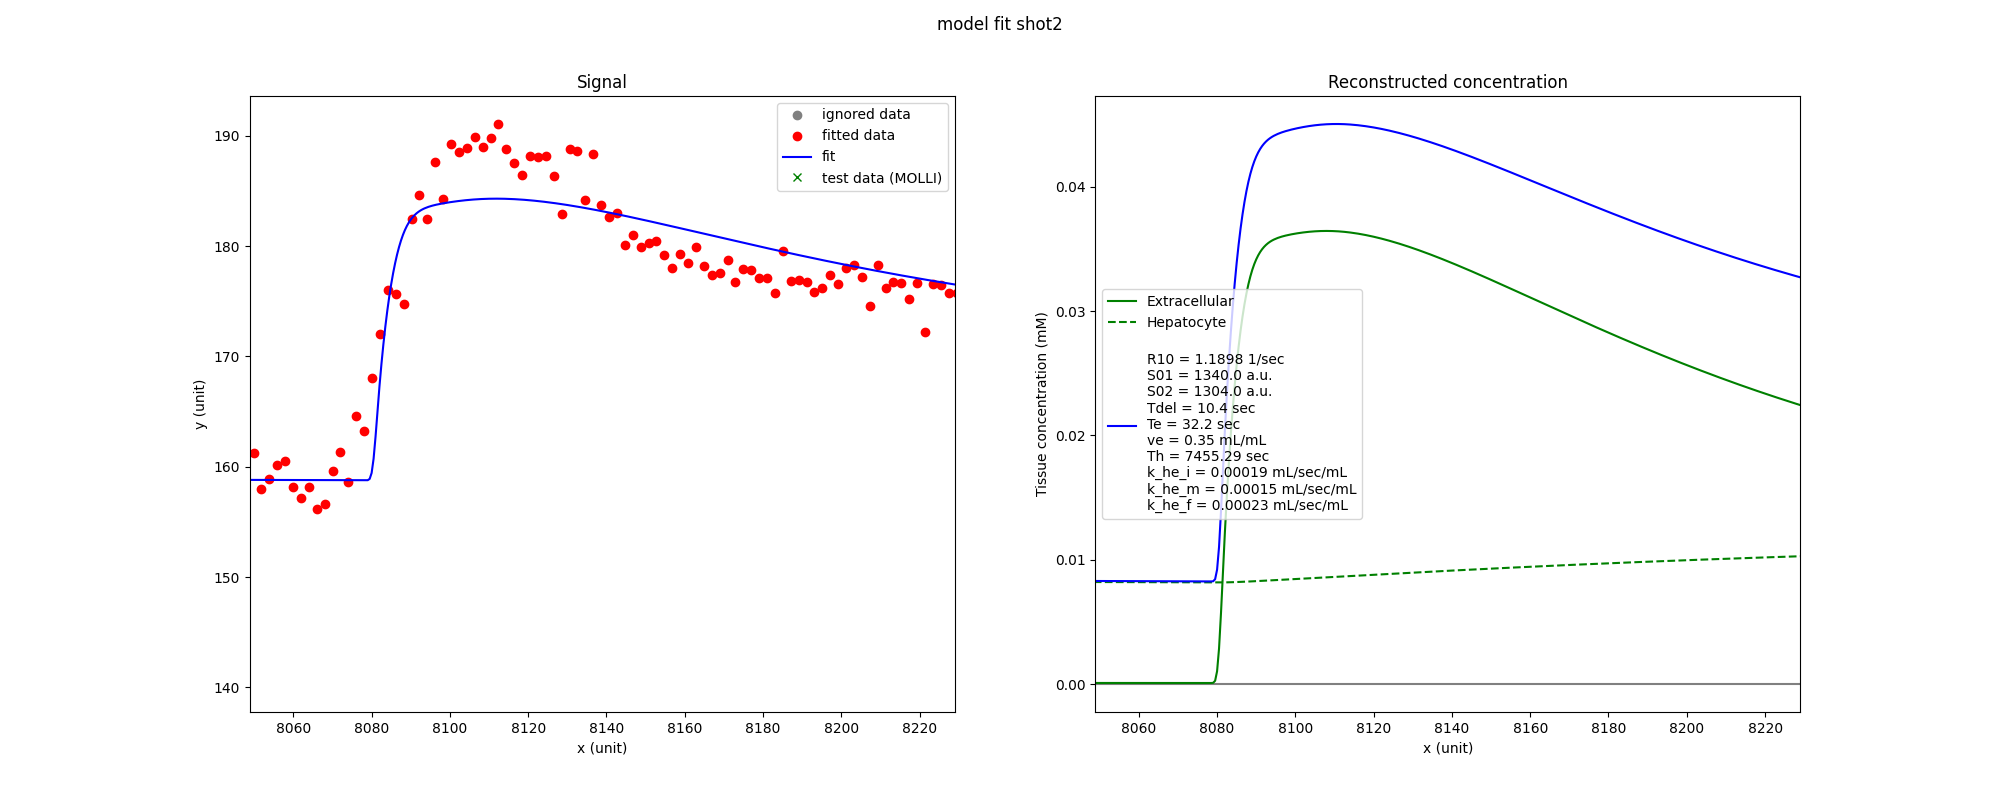 model fit shot2
Signal
y (unit)
190
180
170
160
150
140
ignored data
fitted data
fit
test data (MOLLI)
8060 8080 8100 8120 8140 8160 8180 8200 8220
x (unit)
Reconstructed concentration
Tissue concentration (mM)
0.04
0.03
0.02
0.01
0.00
Extracellular
Hepatocyte
R10 = 1.1898 1/sec
S01 = 1340.0 a.u.
S02 = 1304.0 a.u.
Tdel = 10.4 sec
Te = 32.2 sec
ve = 0.35 mL/mL
Th = 7455.29 sec
k_he_i = 0.00019 mL/sec/mL
k_he_m = 0.00015 mL/sec/mL
k_he_f = 0.00023 mL/sec/mL
8060 8080 8100 8120 8140 8160 8180 8200 8220
x (unit)